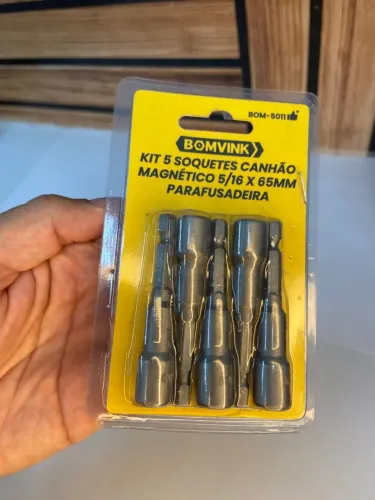 BOM-5011
BOMVINK
KIT 5 SOQUETES CANHÃO
MAGNÉTICO 5/16 X 65MM
PARAFUSADEIRA